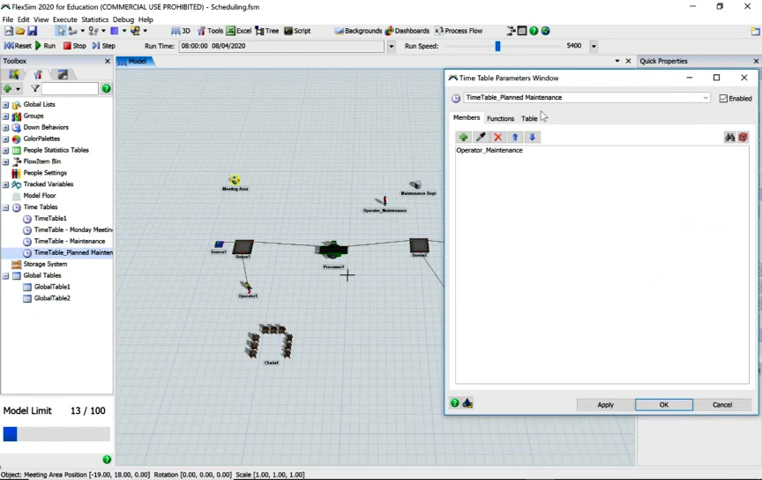 FlexSim 2020 for Education (COMMERCIAL USE PROHIBITED) - Scheduling.fsm
File Edit View Execute Statistics Debug Help
3D Tools Excel Tree Script Backgrounds Dashboards Process Flow
Reset Run Stop Step Run Time: 08:00:00 08/04/2020 Run Speed: 5400
Toolbox
Model
Quick Properties
Global Lists
Groups
Down Behaviors
ColorPalettes
People Statistics Tables
FlowItem Bin
People Settings
Tracked Variables
Model Floor
Time Tables
TimeTable1
TimeTable - Monday Meetin
TimeTable - Maintenance
TimeTable_Planned Mainten
Storage System
Global Tables
GlobalTable1
GlobalTable2
Model Limit 13 / 100
Meeting Area
Maintenance Dept
Operator_Maintenance
Source1
Queue1
Processor1
Queue2
Operator1
Chairs1
Time Table Parameters Window
TimeTable_Planned Maintenance
Enabled
Members Functions Table
Operator_Maintenance
Apply OK Cancel
Object: Meeting Area Position [-19.00, 18.00, 0.00] Rotation [0.00, 0.00, 0.00] Scale [1.00, 1.00, 1.00]